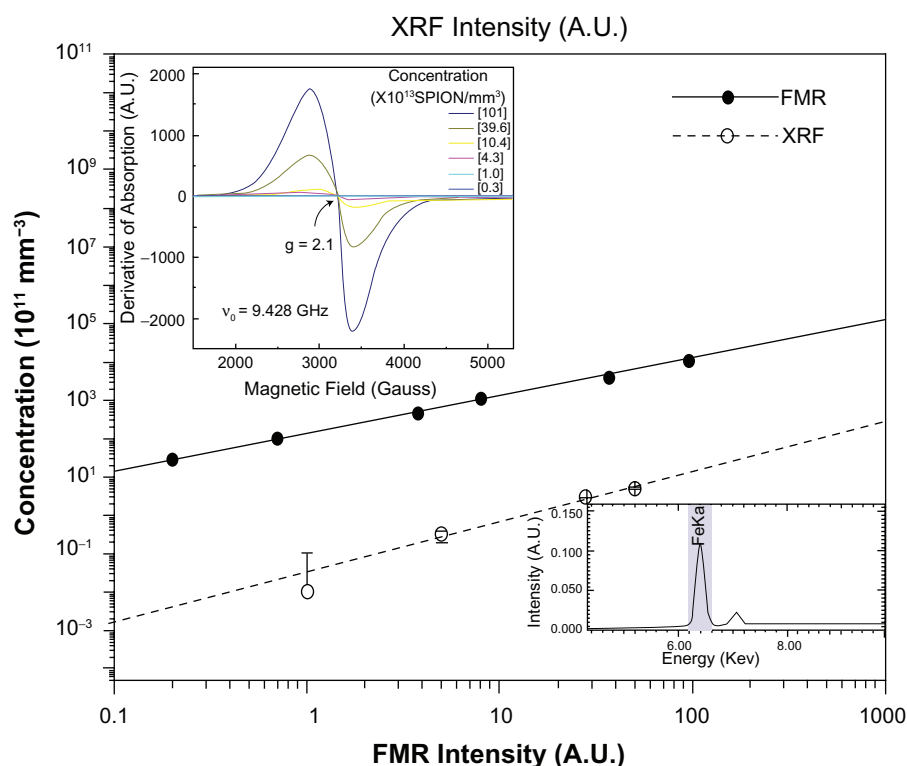 XRF Intensity (A.U.)
10¹¹
10⁹
10⁷
10⁵
10³
10¹
10⁻¹
10⁻³
Concentration (10¹¹ mm⁻³)
0.1
1
10
100
1000
FMR Intensity (A.U.)
FMR
XRF
2000
1000
0
−1000
−2000
Derivative of Absorption (A.U.)
Concentration
(X10¹³SPION/mm³)
[101]
[39.6]
[10.4]
[4.3]
[1.0]
[0.3]
g = 2.1
ν₀ = 9.428 GHz
2000
3000
4000
5000
Magnetic Field (Gauss)
0.150
0.100
0.050
0.000
Intensity (A.U.)
FeKa
6.00
8.00
Energy (Kev)